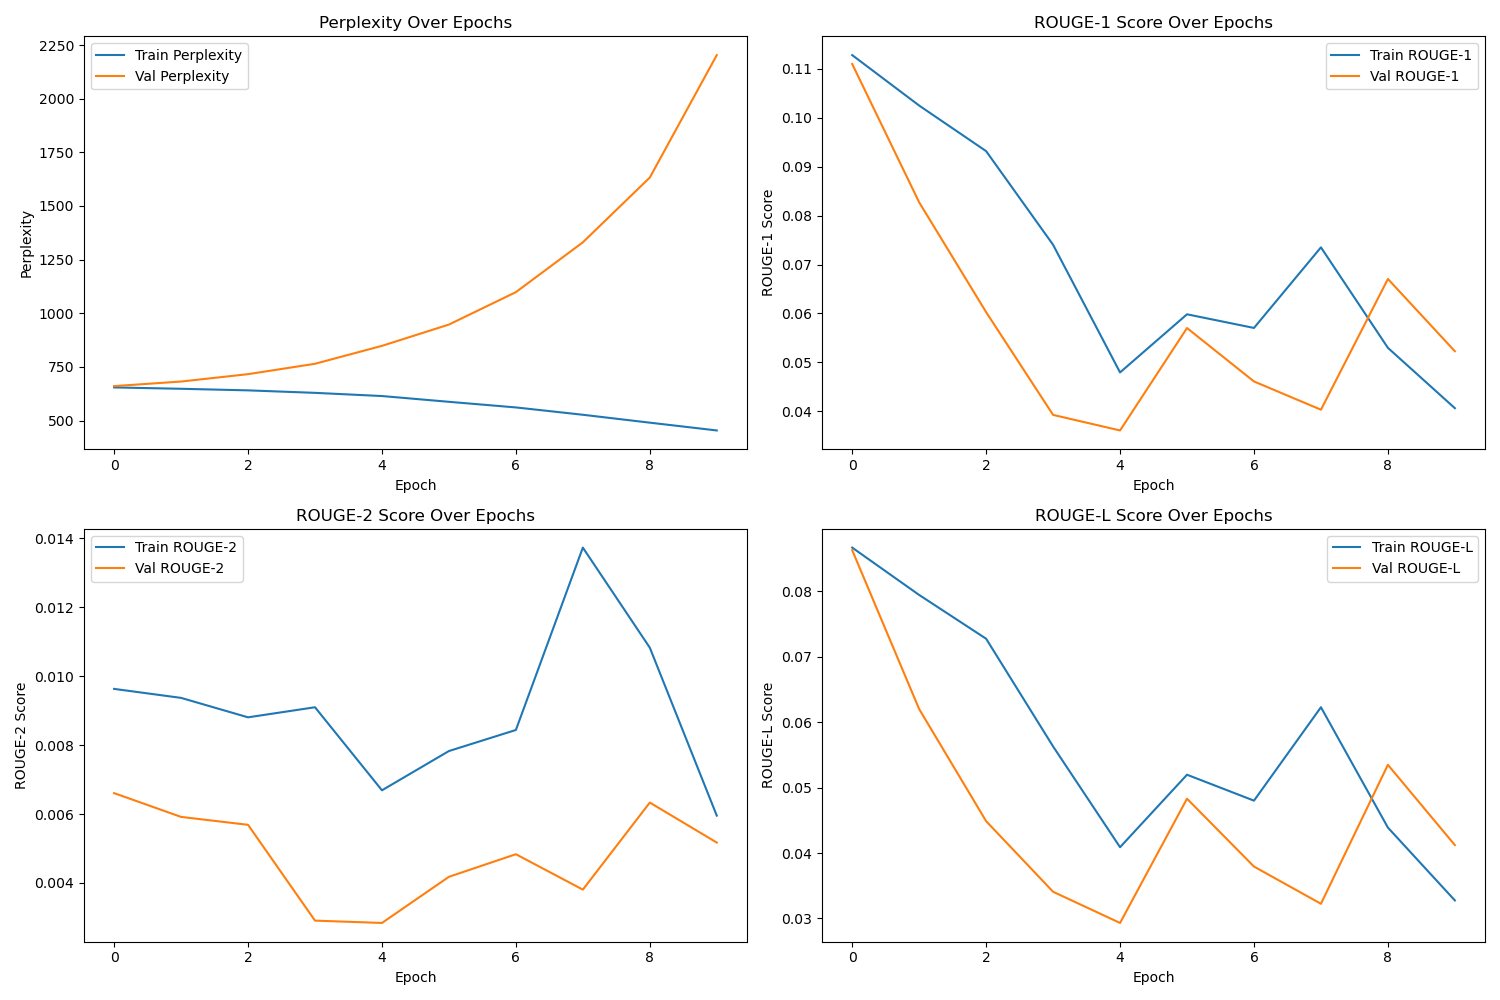 Perplexity Over Epochs
Train Perplexity
Val Perplexity
2250
2000
1750
1500
1250
1000
750
500
Perplexity
0 2 4 6 8
Epoch
ROUGE-1 Score Over Epochs
Train ROUGE-1
Val ROUGE-1
0.11
0.10
0.09
0.08
0.07
0.06
0.05
0.04
ROUGE-1 Score
0 2 4 6 8
Epoch
ROUGE-2 Score Over Epochs
Train ROUGE-2
Val ROUGE-2
0.014
0.012
0.010
0.008
0.006
0.004
ROUGE-2 Score
0 2 4 6 8
Epoch
ROUGE-L Score Over Epochs
Train ROUGE-L
Val ROUGE-L
0.08
0.07
0.06
0.05
0.04
0.03
ROUGE-L Score
0 2 4 6 8
Epoch